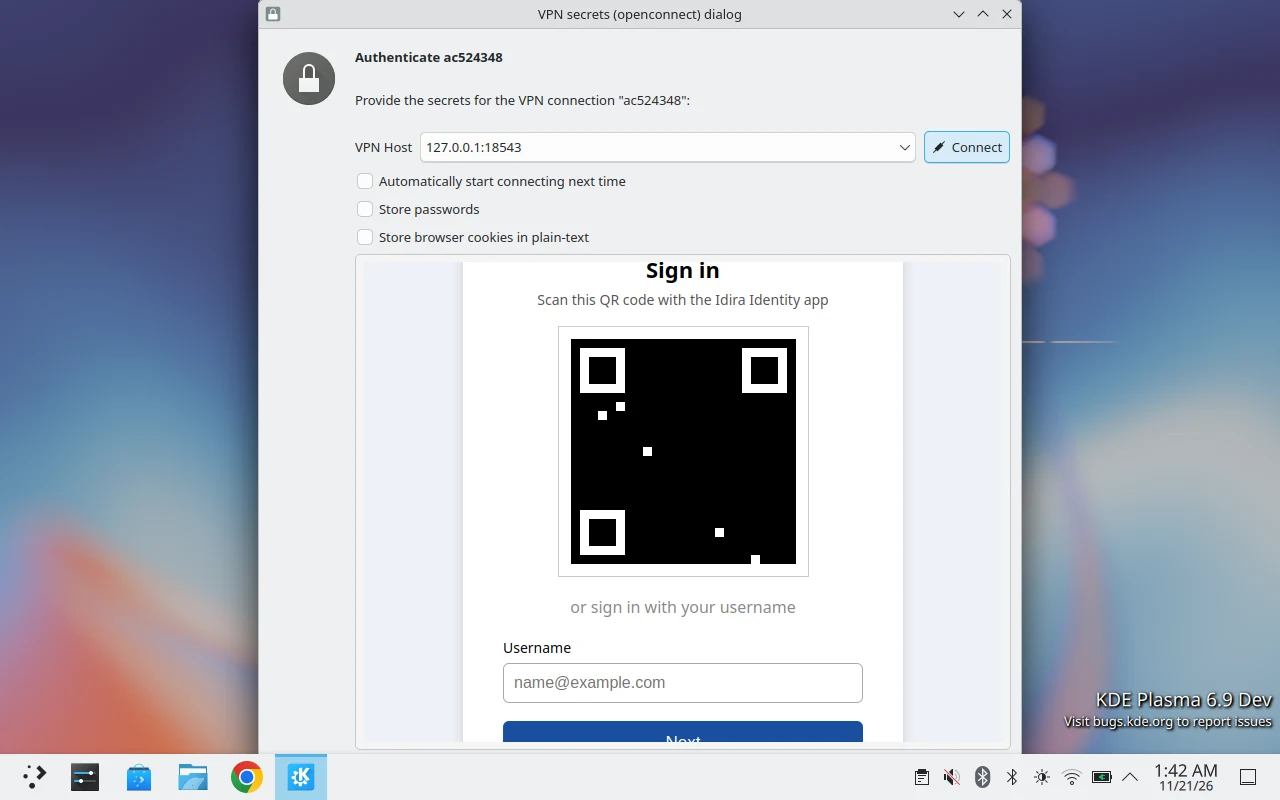 VPN secrets (openconnect) dialog
Authenticate ac524348
Provide the secrets for the VPN connection "ac524348":
VPN Host 127.0.0.1:18543 Connect
Automatically start connecting next time
Store passwords
Store browser cookies in plain-text
Sign in
Scan this QR code with the Idira Identity app
or sign in with your username
Username
name@example.com
Next
KDE Plasma 6.9 Dev
Visit bugs.kde.org to report issues
1:42 AM
11/21/26